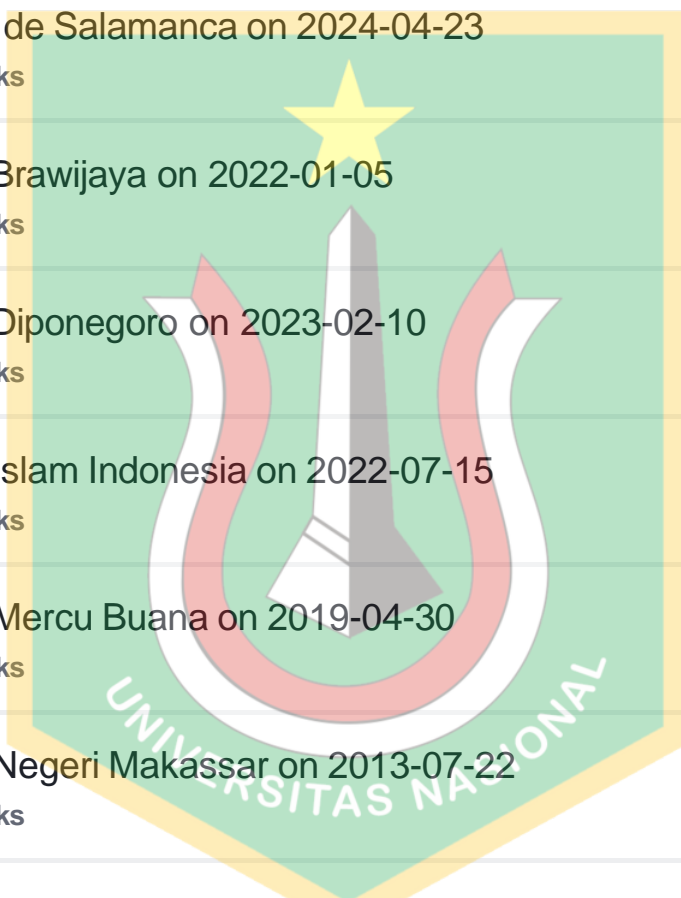 de Salamanca on 2024-04-23
ks
Brawijaya on 2022-01-05
ks
Diponegoro on 2023-02-10
ks
Islam Indonesia on 2022-07-15
ks
Mercu Buana on 2019-04-30
ks
Negeri Makassar on 2013-07-22
ks
UNIVERSITAS NASIONAL